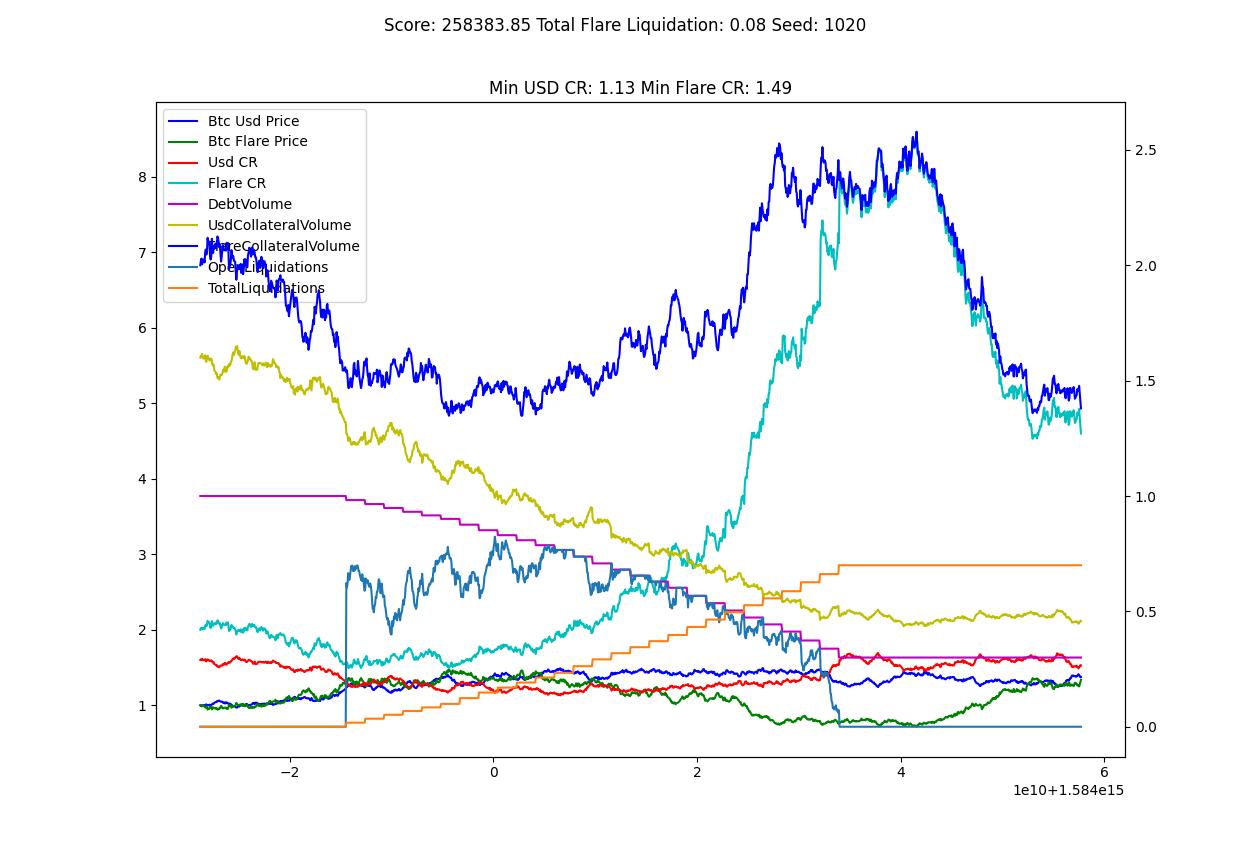 Score: 258383.85 Total Flare Liquidation: 0.08 Seed: 1020
Min USD CR: 1.13 Min Flare CR: 1.49
Btc Usd Price
Btc Flare Price
Usd CR
Flare CR
DebtVolume
UsdCollateralVolume
FlareCollateralVolume
OpenLiquidations
TotalLiquidations
8
7
6
5
4
3
2
1
2.5
2.0
1.5
1.0
0.5
0.0
−2
0
2
4
6
1e10+1.584e15